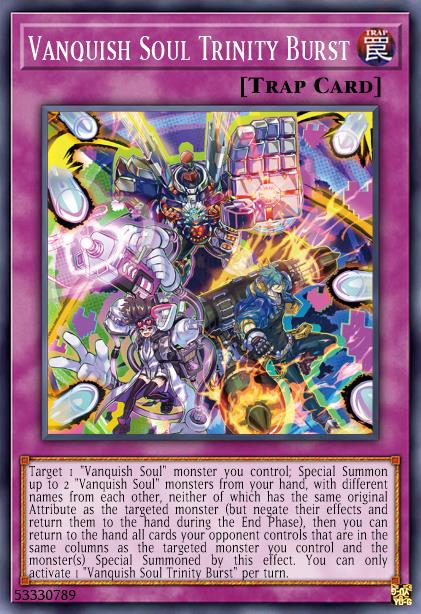 Vanquish Soul Trinity Burst
TRAP
罠
[Trap Card]
Target 1 "Vanquish Soul" monster you control; Special Summon
up to 2 "Vanquish Soul" monsters from your hand, with different
names from each other, neither of which has the same original
Attribute as the targeted monster (but negate their effects and
return them to the hand during the End Phase), then you can
return to the hand all cards your opponent controls that are in
the same columns as the targeted monster you control and the
monster(s) Special Summoned by this effect. You can only
activate 1 "Vanquish Soul Trinity Burst" per turn.
53330789